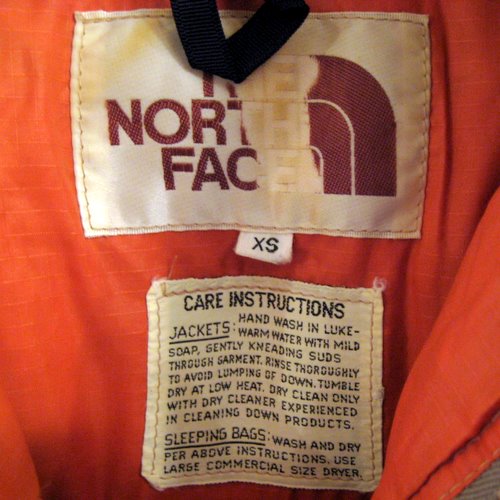 THE
NORTH
FACE
XS
CARE INSTRUCTIONS
JACKETS: HAND WASH IN LUKE-
WARM WATER WITH MILD
SOAP, GENTLY KNEADING SUDS
THROUGH GARMENT. RINSE THOROUGHLY
TO AVOID LUMPING OF DOWN. TUMBLE
DRY AT LOW HEAT. DRY CLEAN ONLY
WITH DRY CLEANER EXPERIENCED
IN CLEANING DOWN PRODUCTS.
SLEEPING BAGS: WASH AND DRY
PER ABOVE INSTRUCTIONS. USE
LARGE COMMERCIAL SIZE DRYER.